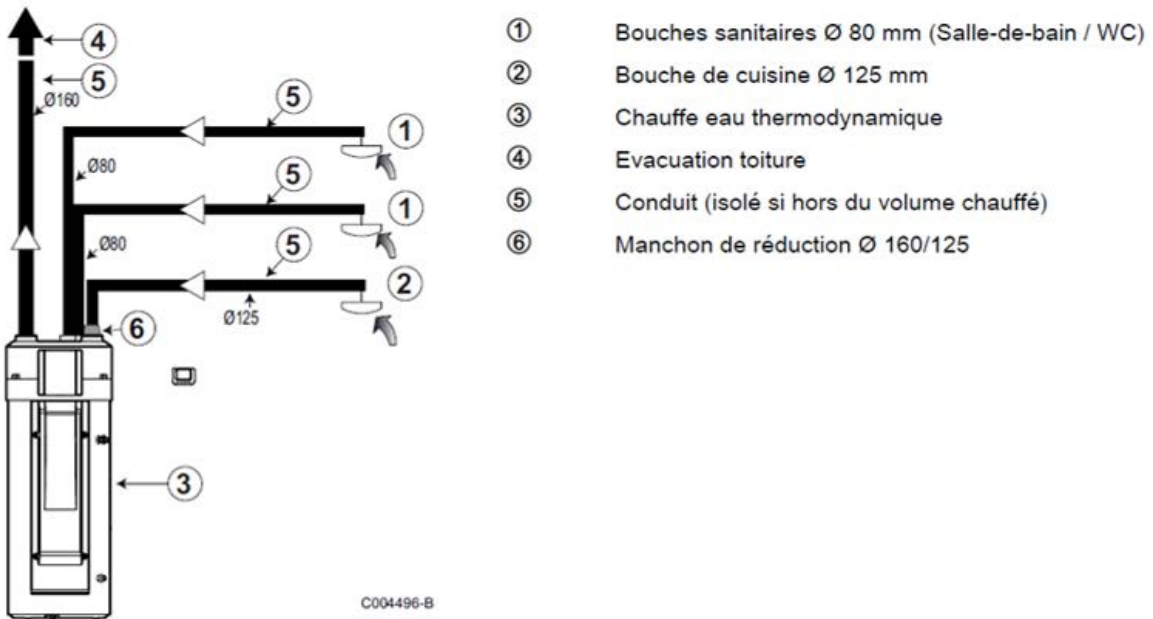 4
5
Ø160
5
1
Ø80
5
1
Ø80
5
2
Ø125
6
3
C004496-B
① Bouches sanitaires Ø 80 mm (Salle-de-bain / WC)
② Bouche de cuisine Ø 125 mm
③ Chauffe eau thermodynamique
④ Evacuation toiture
⑤ Conduit (isolé si hors du volume chauffé)
⑥ Manchon de réduction Ø 160/125